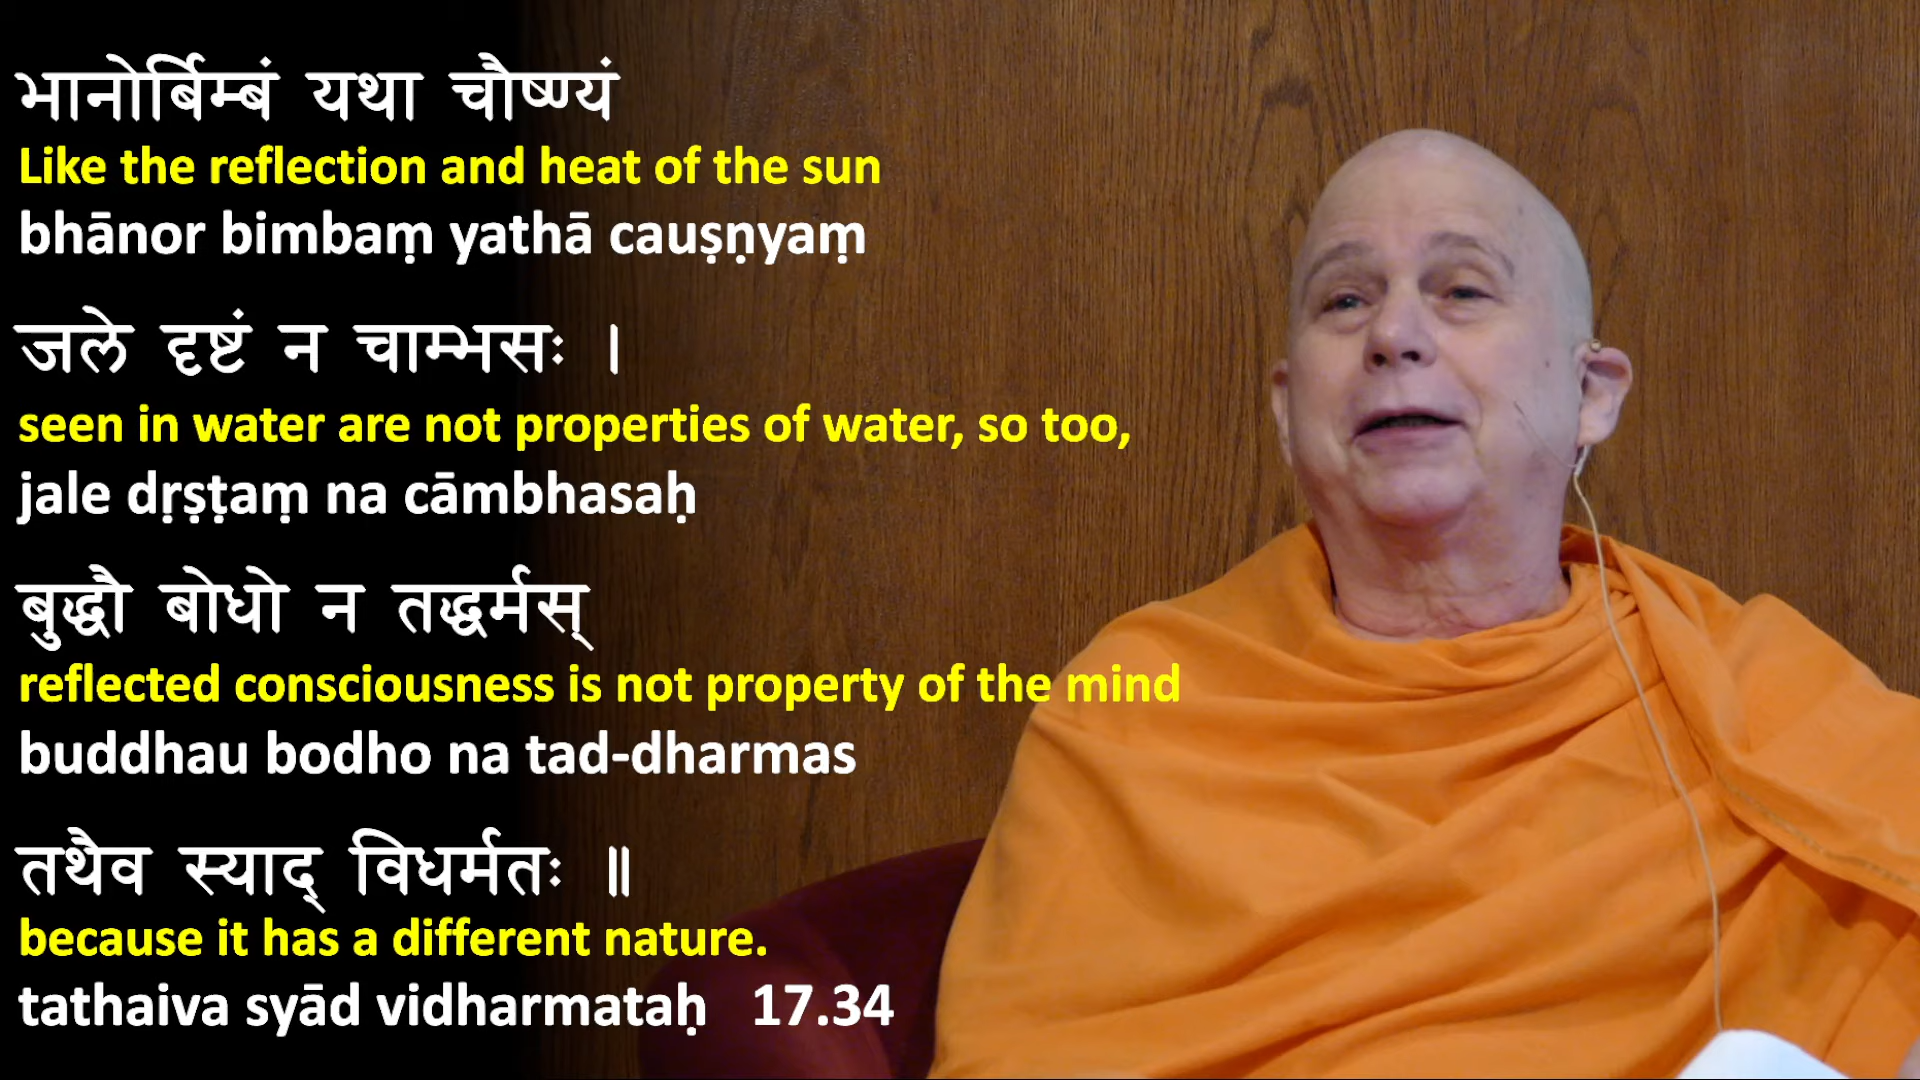 भानोर्बिम्बं यथा चौष्ण्यं
Like the reflection and heat of the sun
bhānor bimbaṃ yathā cauṣṇyaṃ
जले दृष्टं न चाम्भसः ।
seen in water are not properties of water, so too,
jale dṛṣṭaṃ na cāmbhasaḥ
बुद्धौ बोधो न तद्धर्मस्
reflected consciousness is not property of the mind
buddhau bodho na tad-dharmas
तथैव स्याद् विधर्मतः ॥
because it has a different nature.
tathaiva syād vidharmataḥ 17.34